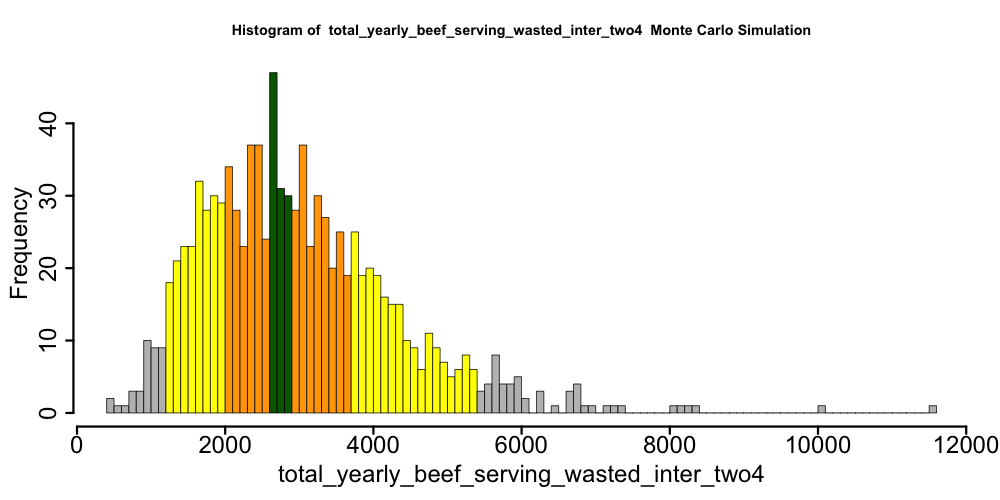 Histogram of  total_yearly_beef_serving_wasted_inter_two4  Monte Carlo Simulation
Frequency
40
30
20
10
0
0 2000 4000 6000 8000 10000 12000
total_yearly_beef_serving_wasted_inter_two4